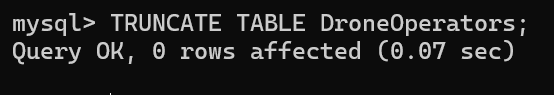 mysql> TRUNCATE TABLE DroneOperators;
Query OK, 0 rows affected (0.07 sec)